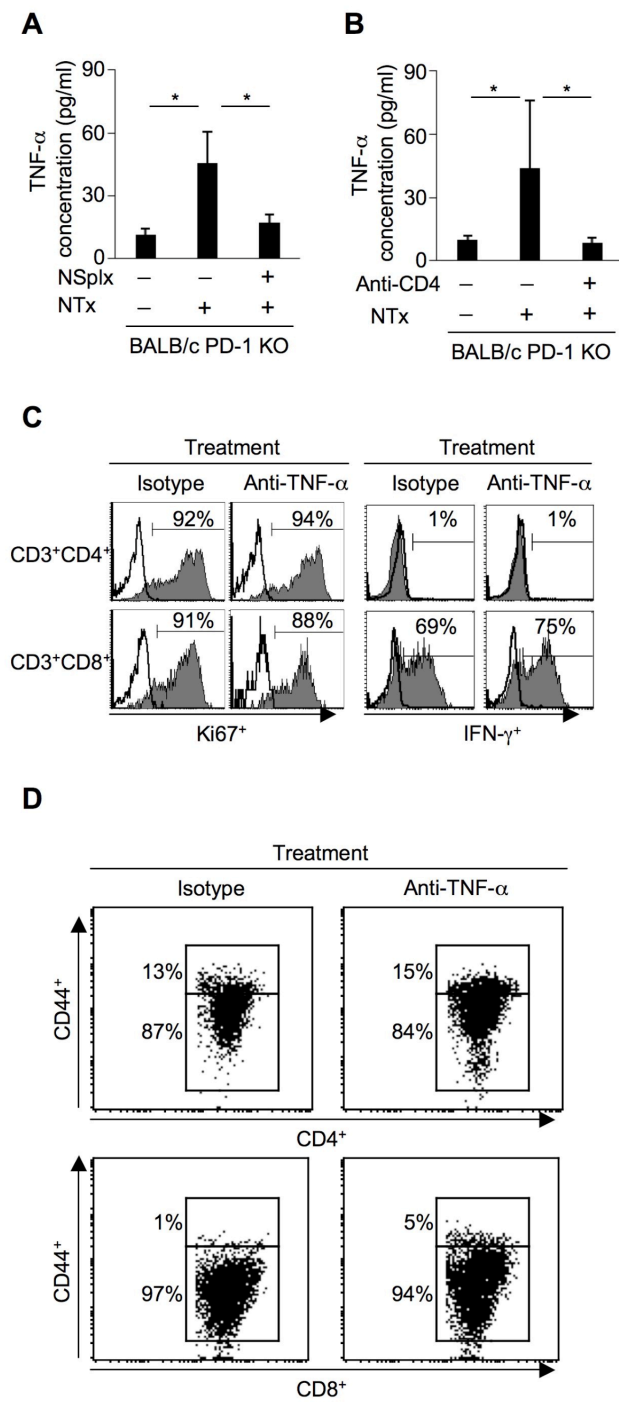 A
TNF-α
concentration (pg/ml)
90
60
30
0
*
*
NSplx – – +
NTx – + +
BALB/c PD-1 KO
B
TNF-α
concentration (pg/ml)
90
60
30
0
*
*
Anti-CD4 – – +
NTx – + +
BALB/c PD-1 KO
C
Treatment
Isotype Anti-TNF-α
Treatment
Isotype Anti-TNF-α
CD3⁺CD4⁺ 92% 94% 1% 1%
CD3⁺CD8⁺ 91% 88% 69% 75%
Ki67⁺
IFN-γ⁺
D
Treatment
Isotype Anti-TNF-α
CD44⁺
13% 15%
87% 84%
CD4⁺
CD44⁺
1% 5%
97% 94%
CD8⁺